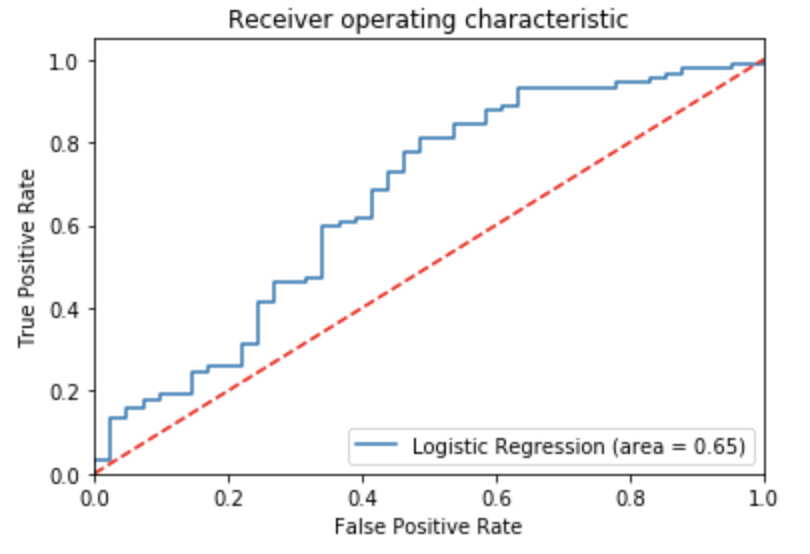 Receiver operating characteristic
1.0
0.8
0.6
0.4
0.2
0.0
True Positive Rate
Logistic Regression (area = 0.65)
0.0 0.2 0.4 0.6 0.8 1.0
False Positive Rate